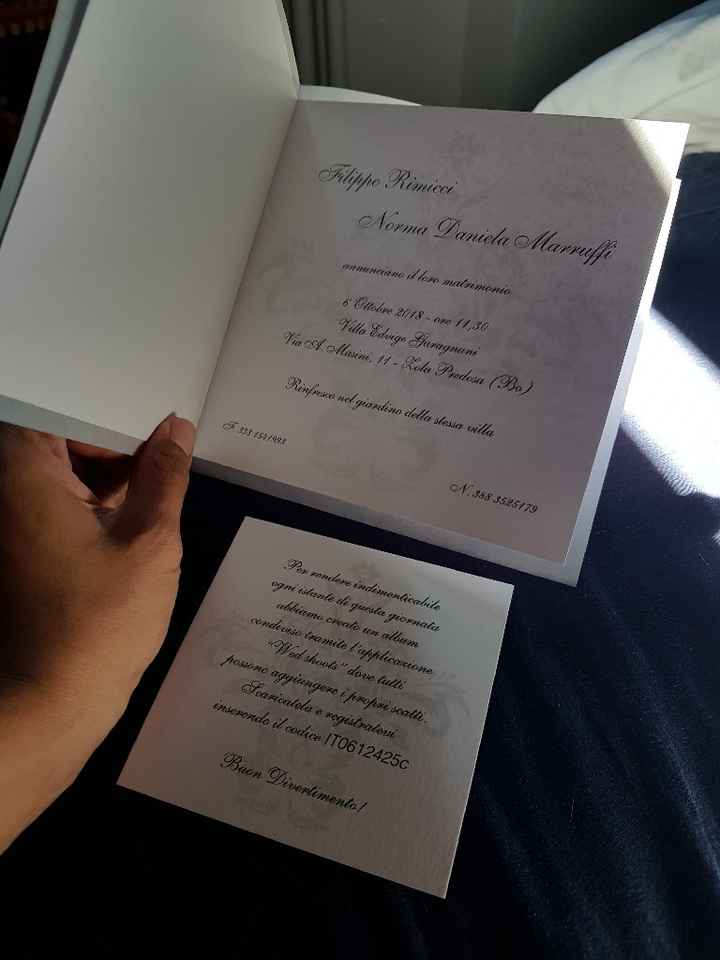 Filippo Rimicci
Norma Daniela Marruffi
annunciano il loro matrimonio
6 Ottobre 2018 - ore 11,30
Villa Edvige Garagnani
Via A. Masini, 11 - Zola Predosa (Bo)
Rinfresco nel giardino della stessa villa
F.
N. 388 3525179
Per rendere indimenticabile
ogni istante di questa giornata
abbiamo creato un album
condiviso tramite l'applicazione
"Wed shoots" dove tutti
possono aggiungere i propri scatti.
Scaricatela e registratevi
inserendo il codice IT0612425c
Buon Divertimento!